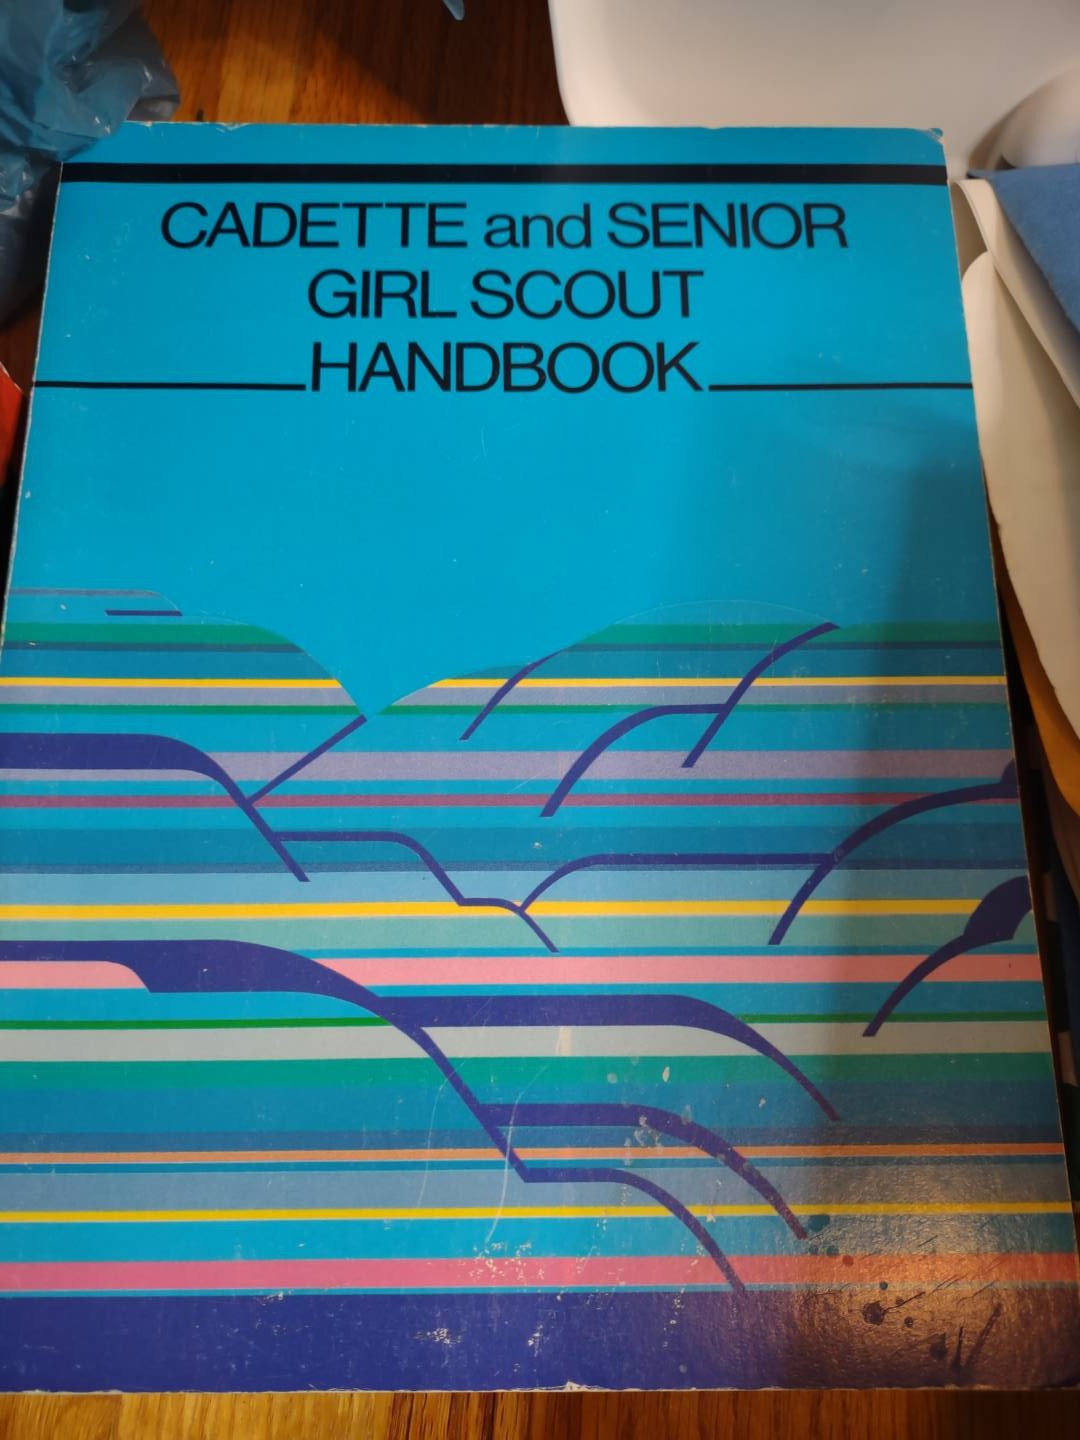 CADETTE and SENIOR
GIRL SCOUT
HANDBOOK